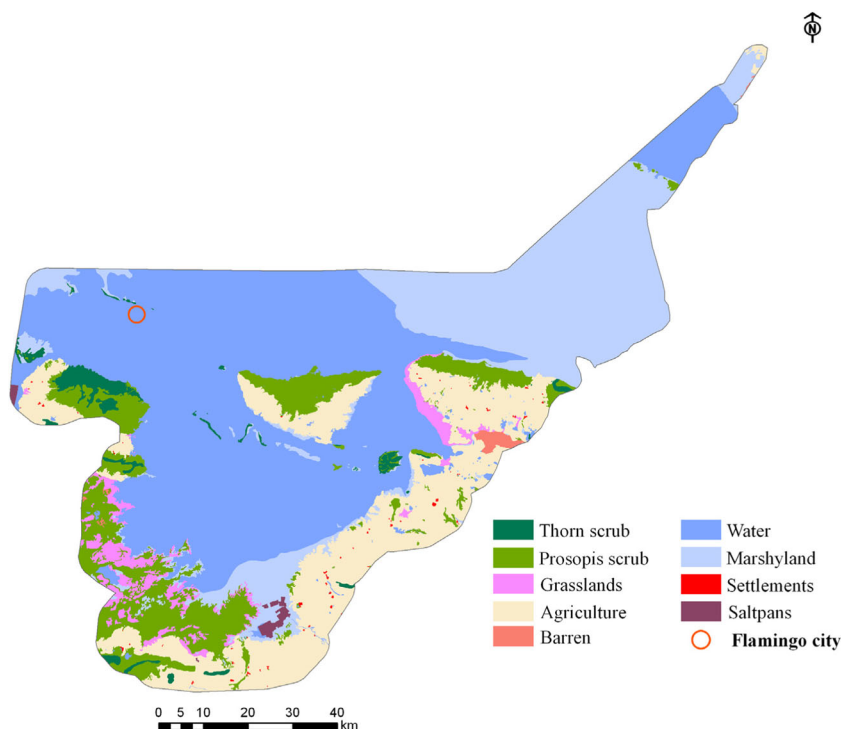 N
Thorn scrub
Prosopis scrub
Grasslands
Agriculture
Barren
Water
Marshyland
Settlements
Saltpans
Flamingo city
0 5 10 20 30 40
km